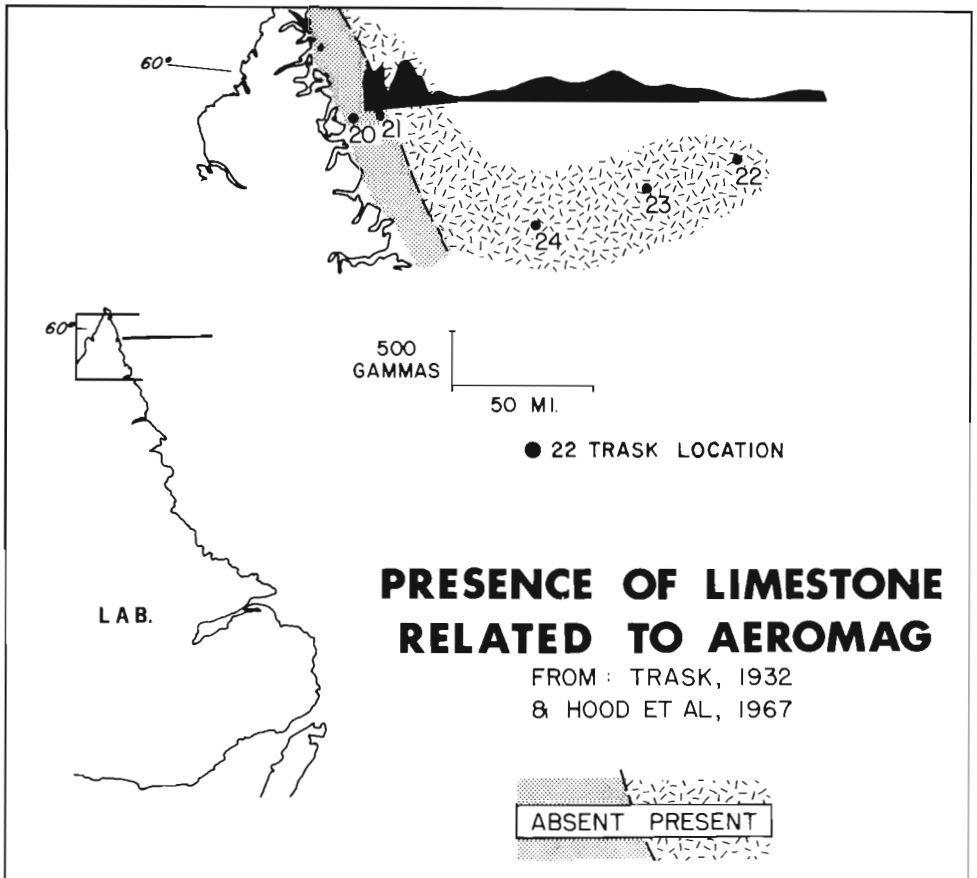 60°
20
21
22
23
24
60°
500
GAMMAS
50 MI.
22 TRASK LOCATION
LAB.
PRESENCE OF LIMESTONE
RELATED TO AEROMAG
FROM: TRASK, 1932
& HOOD ET AL, 1967
ABSENT PRESENT